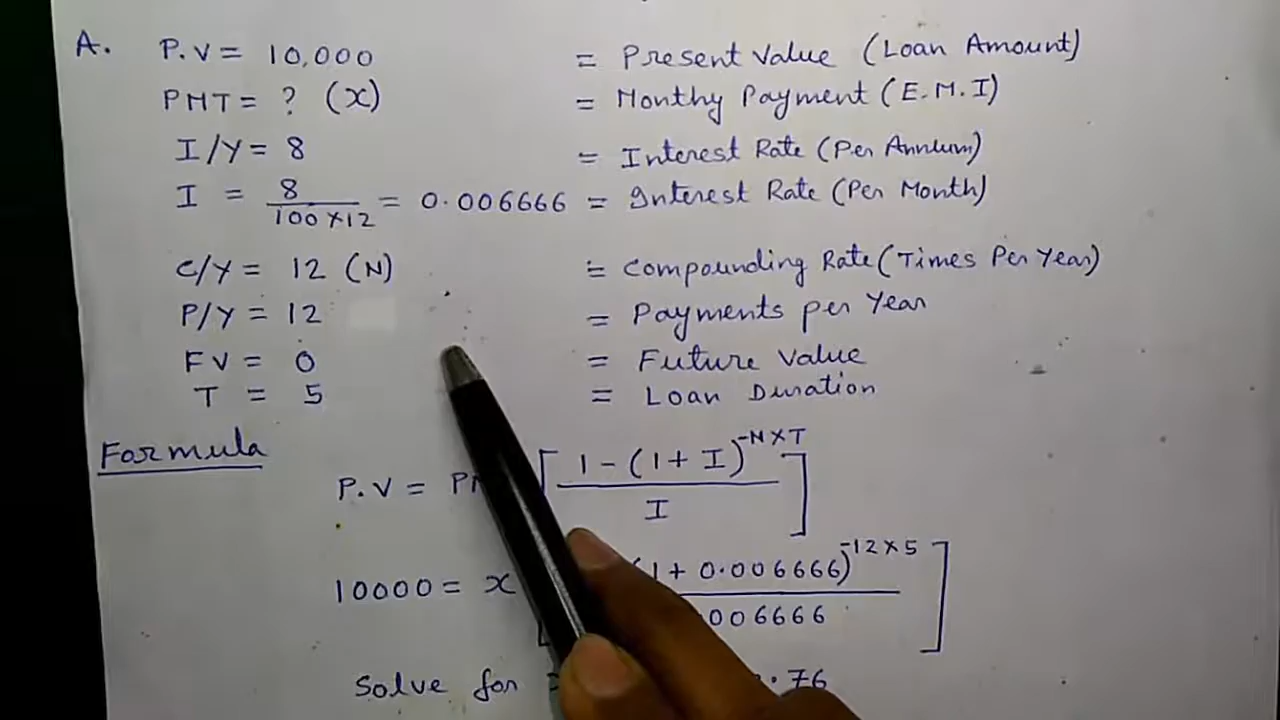 A. P.V = 10,000 = Present Value (Loan Amount)
PMT = ? (x) = Monthy Payment (E.M.I)
I/Y = 8 = Interest Rate (Per Annum)
I = 8 / 100 × 12 = 0.006666 = Interest Rate (Per Month)
C/Y = 12 (N) = Compounding Rate (Times Per Year)
P/Y = 12 = Payments per Year
FV = 0 = Future Value
T = 5 = Loan Duration
Formula
P.V = [ 1 - (1 + I)^-N×T / I ]
10000 = x (1 + 0.006666)^-12×5 / 006666 ]
Solve for .76